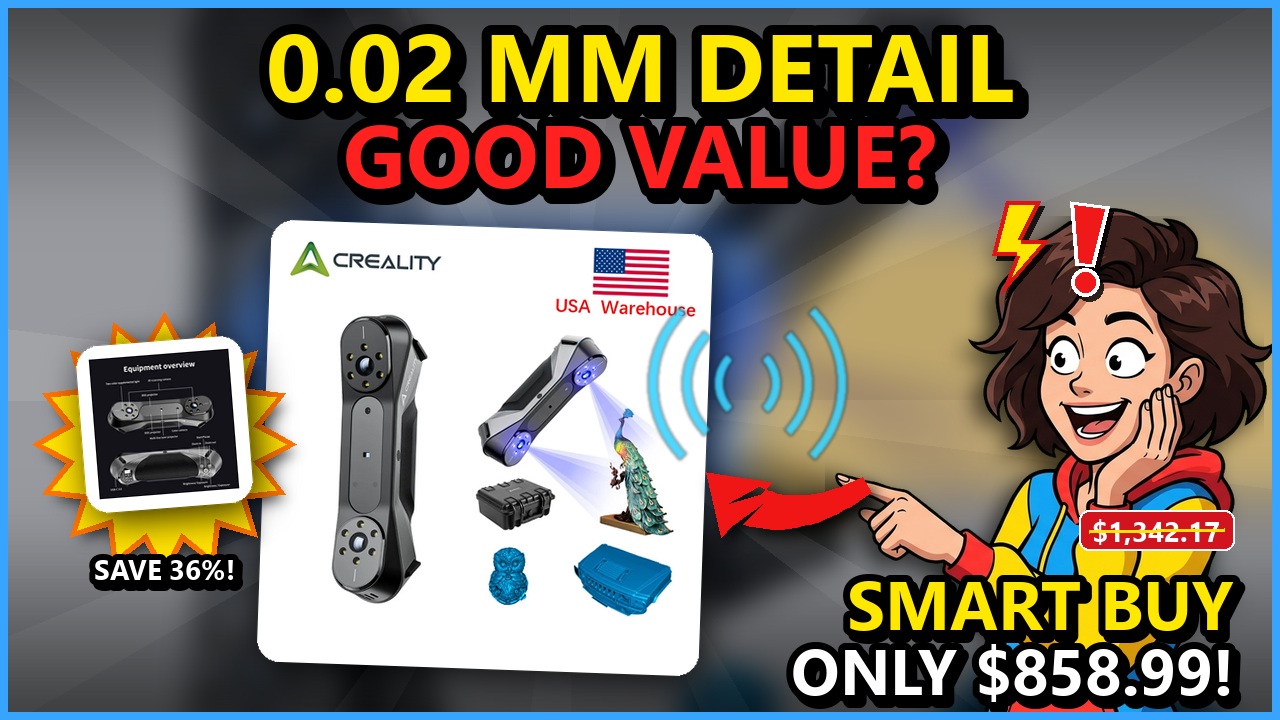 0.02 MM DETAIL
GOOD VALUE?
CREALITY
USA Warehouse
Equipment overview
SAVE 36%!
$1,342.17
SMART BUY
ONLY $858.99!